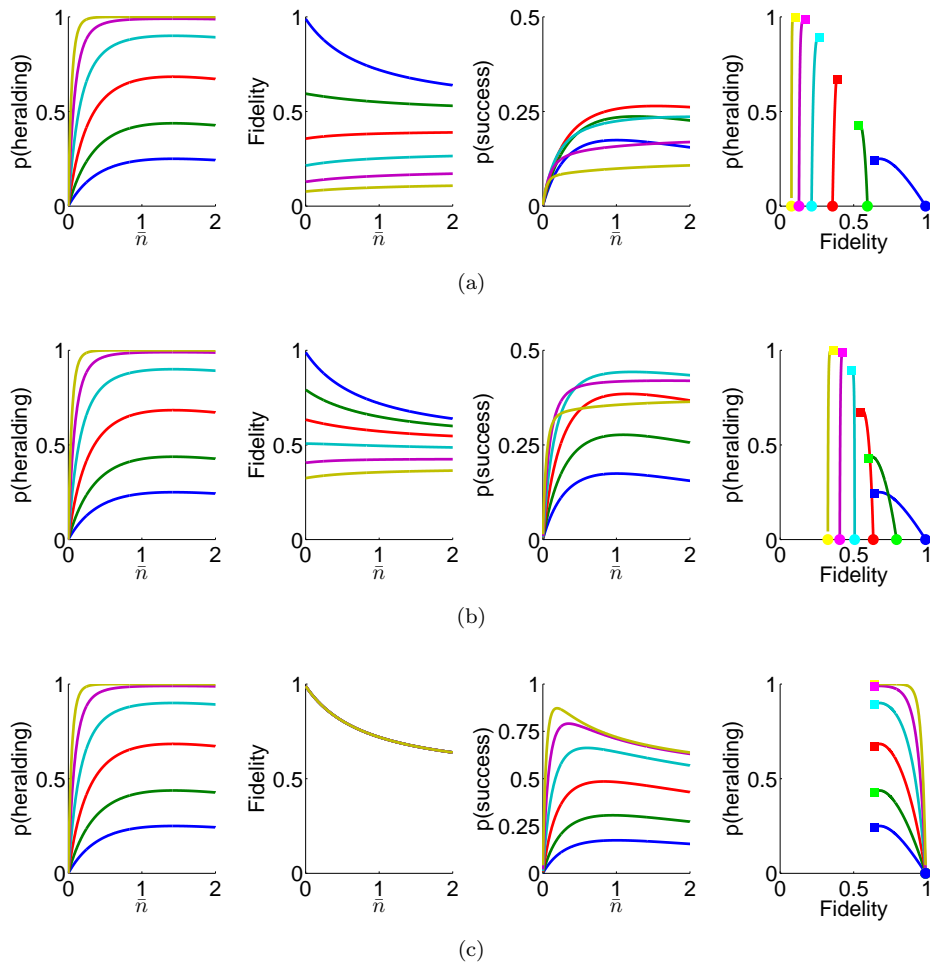 p(heralding)
1
0.5
0
0 1 2
n̄
Fidelity
1
0.5
0
0 1 2
n̄
p(success)
0.5
0.25
0
0 1 2
n̄
p(heralding)
1
0.5
0
0 0.5 1
Fidelity
(a)
p(heralding)
1
0.5
0
0 1 2
n̄
Fidelity
1
0.5
0
0 1 2
n̄
p(success)
0.5
0.25
0
0 1 2
n̄
p(heralding)
1
0.5
0
0 0.5 1
Fidelity
(b)
p(heralding)
1
0.5
0
0 1 2
n̄
Fidelity
1
0.5
0
0 1 2
n̄
p(success)
1
0.75
0.5
0.25
0
0 1 2
n̄
p(heralding)
1
0.5
0
0 0.5 1
Fidelity
(c)